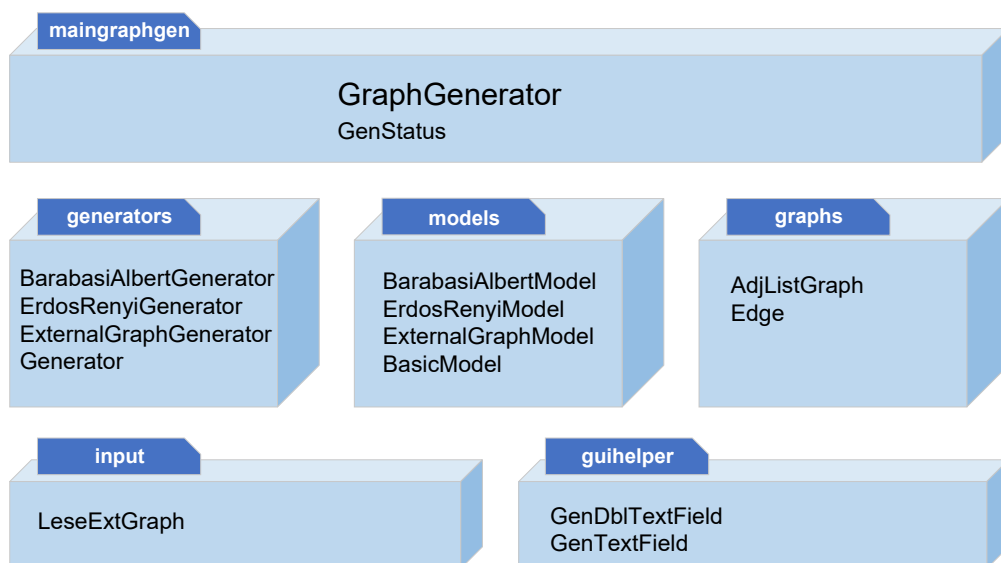 maingraphgen
GraphGenerator
GenStatus
generators
BarabasiAlbertGenerator
ErdosRenyiGenerator
ExternalGraphGenerator
Generator
models
BarabasiAlbertModel
ErdosRenyiModel
ExternalGraphModel
BasicModel
graphs
AdjListGraph
Edge
input
LeseExtGraph
guihelper
GenDblTextField
GenTextField